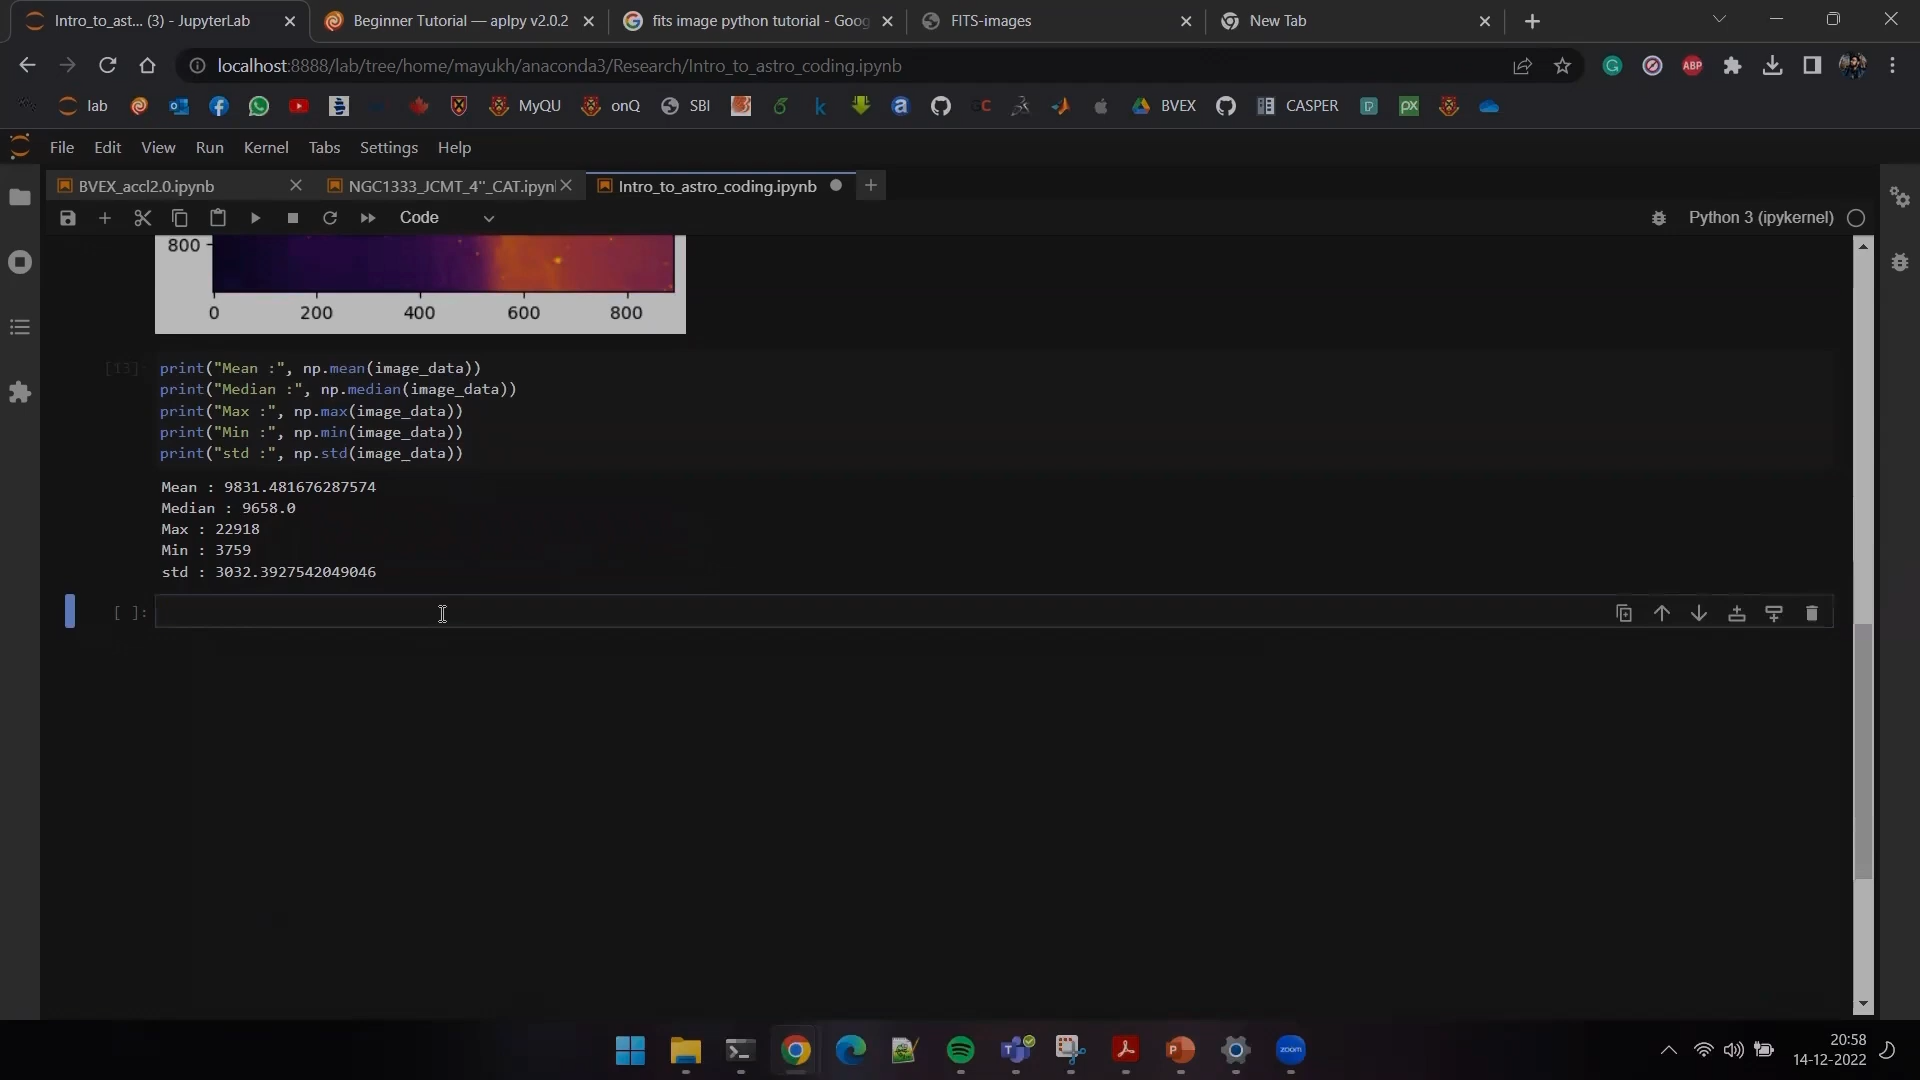 Intro_to_ast... (3) - JupyterLab
Beginner Tutorial — aplpy v2.0.2
fits image python tutorial - Goog
FITS-images
New Tab
localhost:8888/lab/tree/home/mayukh/anaconda3/Research/Intro_to_astro_coding.ipynb
ABP
lab
MyQU
onQ
SBI
k
a
GC
BVEX
CASPER
P
px
File Edit View Run Kernel Tabs Settings Help
BVEX_accl2.0.ipynb
NGC1333_JCMT_4''_CAT.ipynl
Intro_to_astro_coding.ipynb
Code
Python 3 (ipykernel)
800
0 200 400 600 800
[13]:
print("Mean :", np.mean(image_data))
print("Median :", np.median(image_data))
print("Max :", np.max(image_data))
print("Min :", np.min(image_data))
print("std :", np.std(image_data))
Mean : 9831.481676287574
Median : 9658.0
Max : 22918
Min : 3759
std : 3032.3927542049046
[ ]:
zoom
20:58
14-12-2022